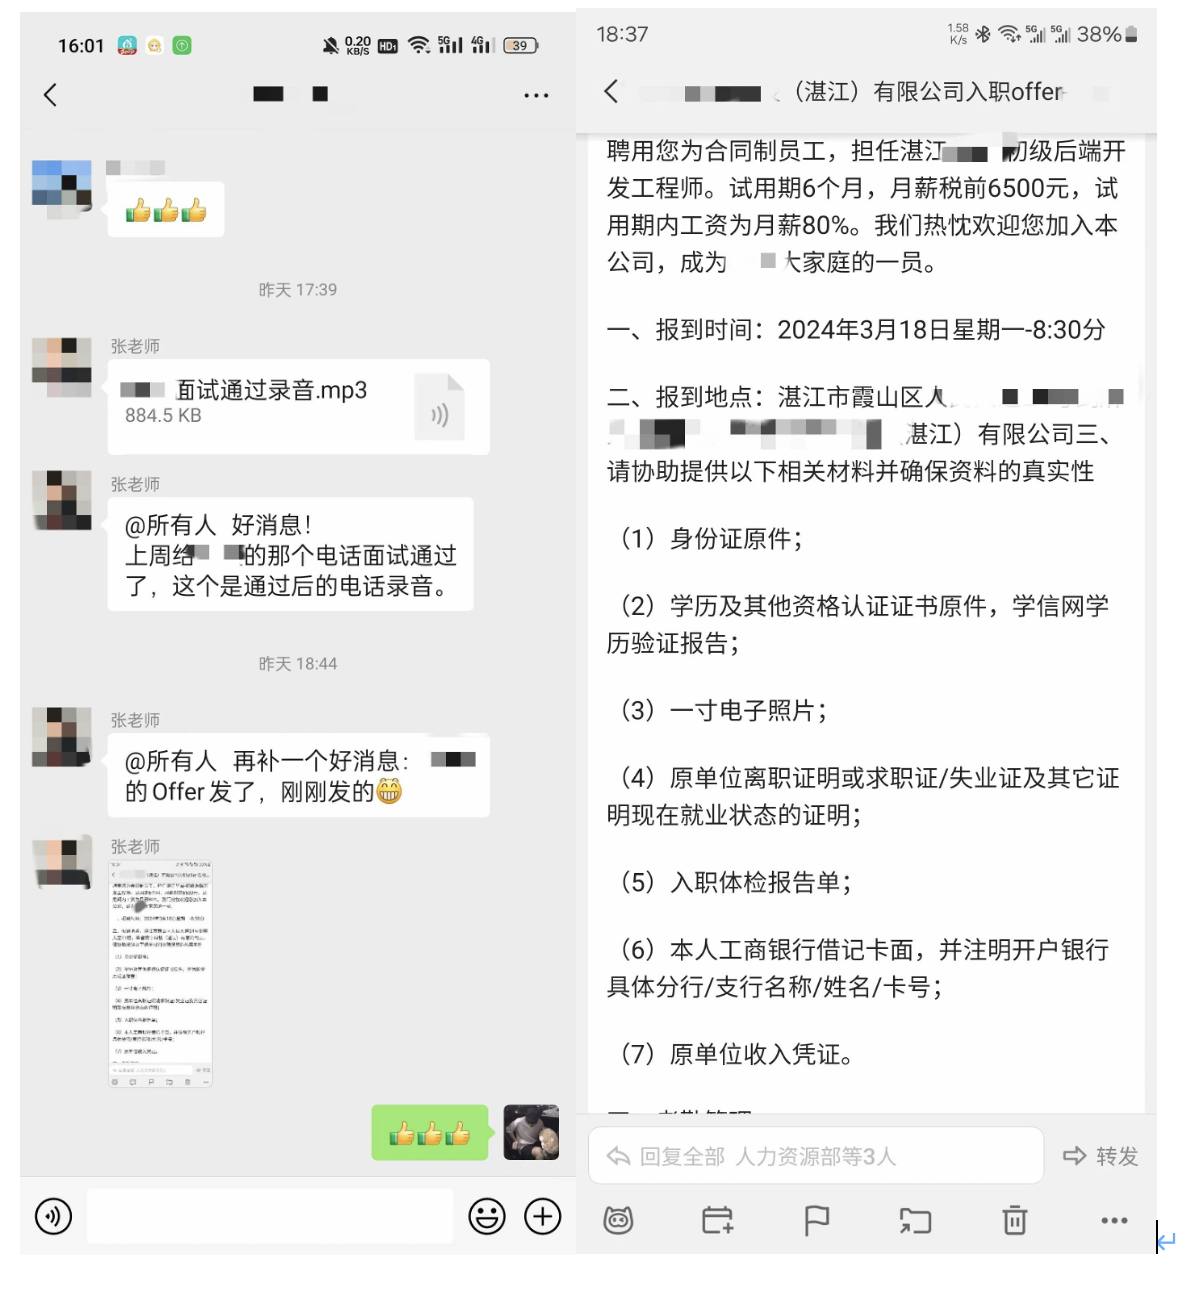 16:01
0.20
KB/S
HD1
5G
4G
39
昨天 17:39
张老师
面试通过录音.mp3
884.5 KB
张老师
@所有人 好消息！
上周给 的那个电话面试通过
了，这个是通过后的电话录音。
昨天 18:44
张老师
@所有人 再补一个好消息：
的 Offer 发了，刚刚发的
张老师
18:37
1.58
K/s
5G
5G
38%
（湛江）有限公司入职offer
聘用您为合同制员工，担任湛江 初级后端开
发工程师。试用期6个月，月薪税前6500元，试
用期内工资为月薪80%。我们热忱欢迎您加入本
公司，成为 大家庭的一员。
一、报到时间：2024年3月18日星期一-8:30分
二、报到地点：湛江市霞山区人
湛江）有限公司三、
请协助提供以下相关材料并确保资料的真实性
（1）身份证原件；
（2）学历及其他资格认证证书原件，学信网学
历验证报告；
（3）一寸电子照片；
（4）原单位离职证明或求职证/失业证及其它证
明现在就业状态的证明；
（5）入职体检报告单；
（6）本人工商银行借记卡面，并注明开户银行
具体分行/支行名称/姓名/卡号；
（7）原单位收入凭证。
回复全部 人力资源部等3人
转发